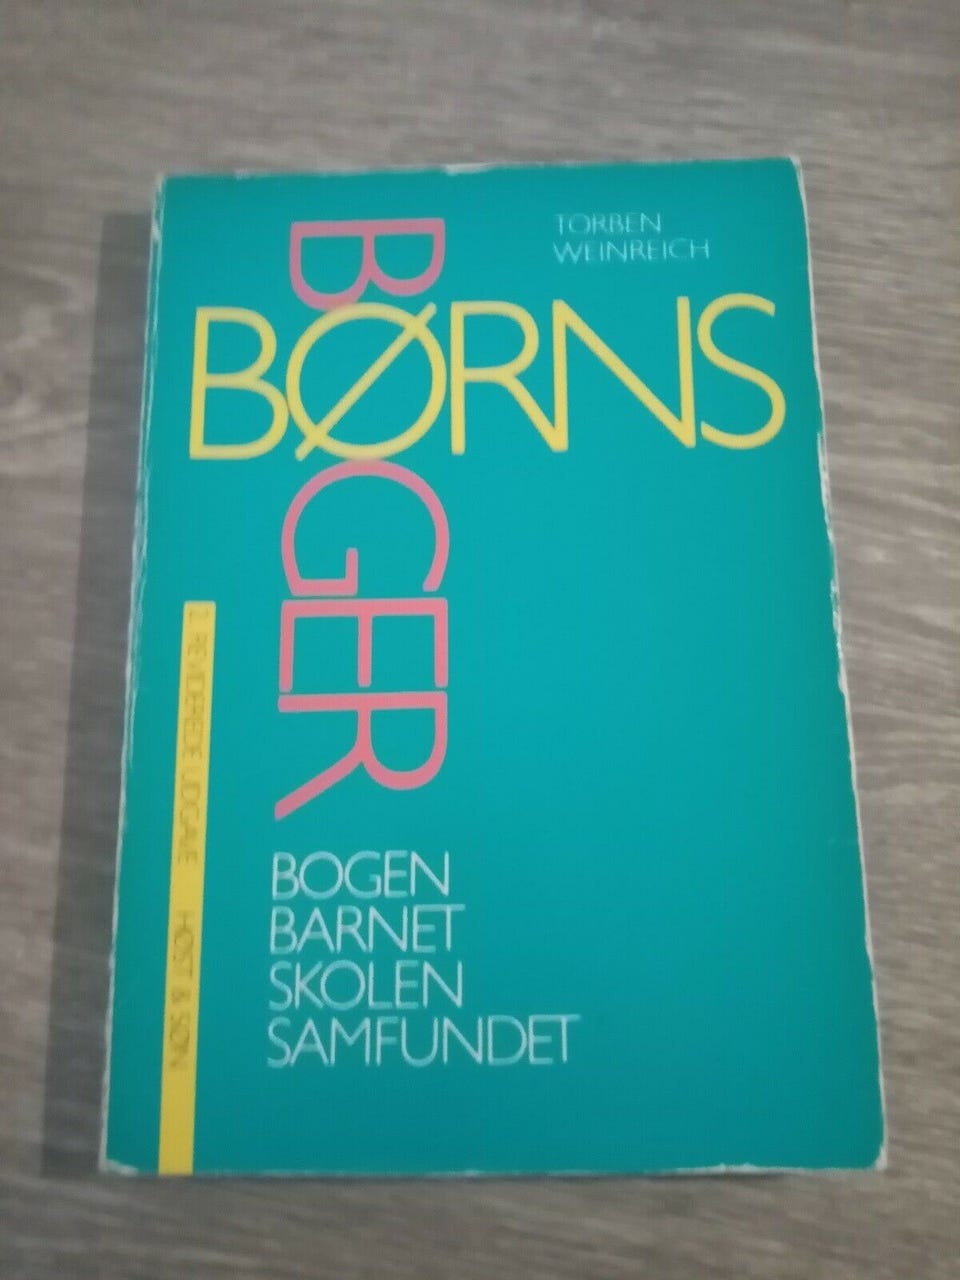 TORBEN
WEINREICH
BØRNS
BØGER
BOGEN
BARNET
SKOLEN
SAMFUNDET
2. REVIDEREDE UDGAVE HØST & SØN